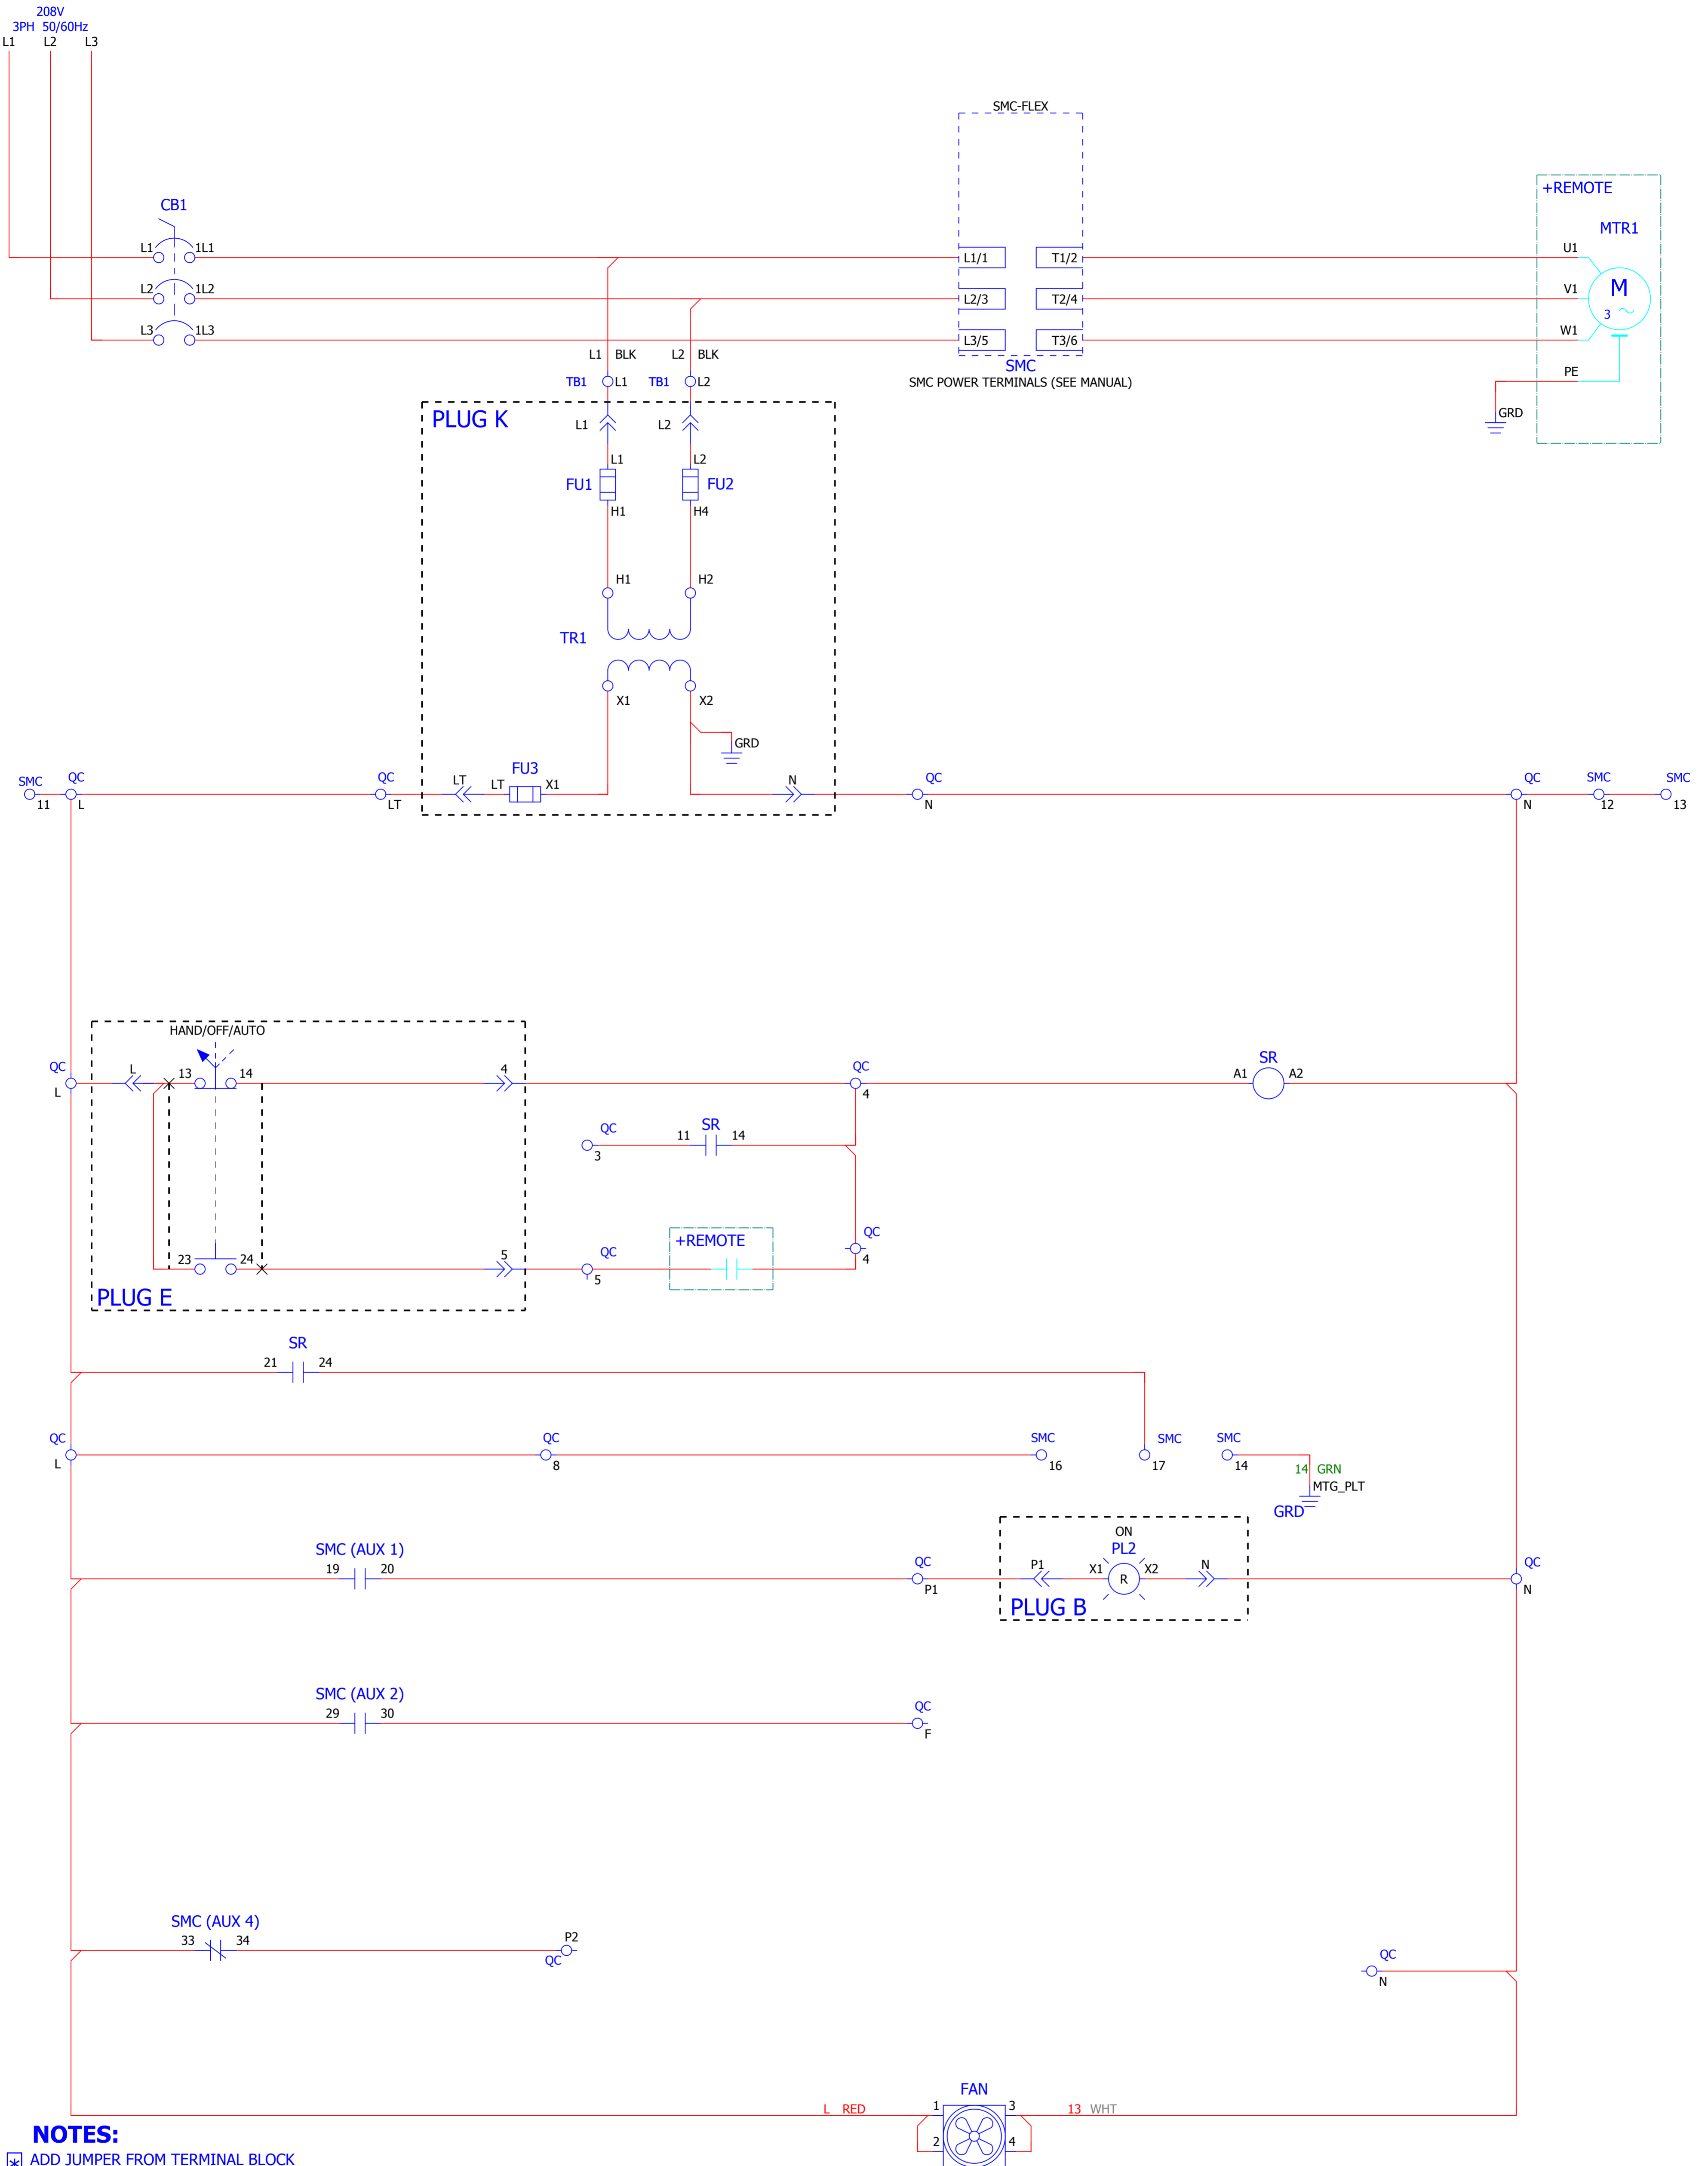 208V
3PH 50/60Hz
L1 L2 L3
SMC-FLEX
+REMOTE
CB1
MTR1
L1 1L1 L1/1 T1/2 U1
L2 1L2 L2/3 T2/4 V1
M
3
L3 1L3 L3/5 T3/6 W1
L1 BLK L2 BLK
SMC
SMC POWER TERMINALS (SEE MANUAL)
TB1 L1 TB1 L2
PE
GRD
PLUG K
L1 L2
L1 L2
FU1 FU2
H1 H4
H1 H2
TR1
X1 X2
GRD
FU3
SMC QC QC LT LT X1 N QC QC SMC SMC
11 L LT N N 12 13
HAND/OFF/AUTO
QC L 13 14 4 QC SR
L 4 A1 A2
QC 11 SR 14
3
+REMOTE
QC
4
23 24 5 QC
5
PLUG E
SR
21 24
QC QC SMC SMC SMC
L 8 16 17 14
14 GRN
MTG_PLT
GRD
ON
SMC (AUX 1) PL2
19 20 QC P1 X1 R X2 N QC
P1 N
PLUG B
SMC (AUX 2)
29 30 QC
F
SMC (AUX 4)
33 34 P2
QC
QC
N
FAN
L RED 1 3 13 WHT
2 4
NOTES:
* ADD JUMPER FROM TERMINAL BLOCK